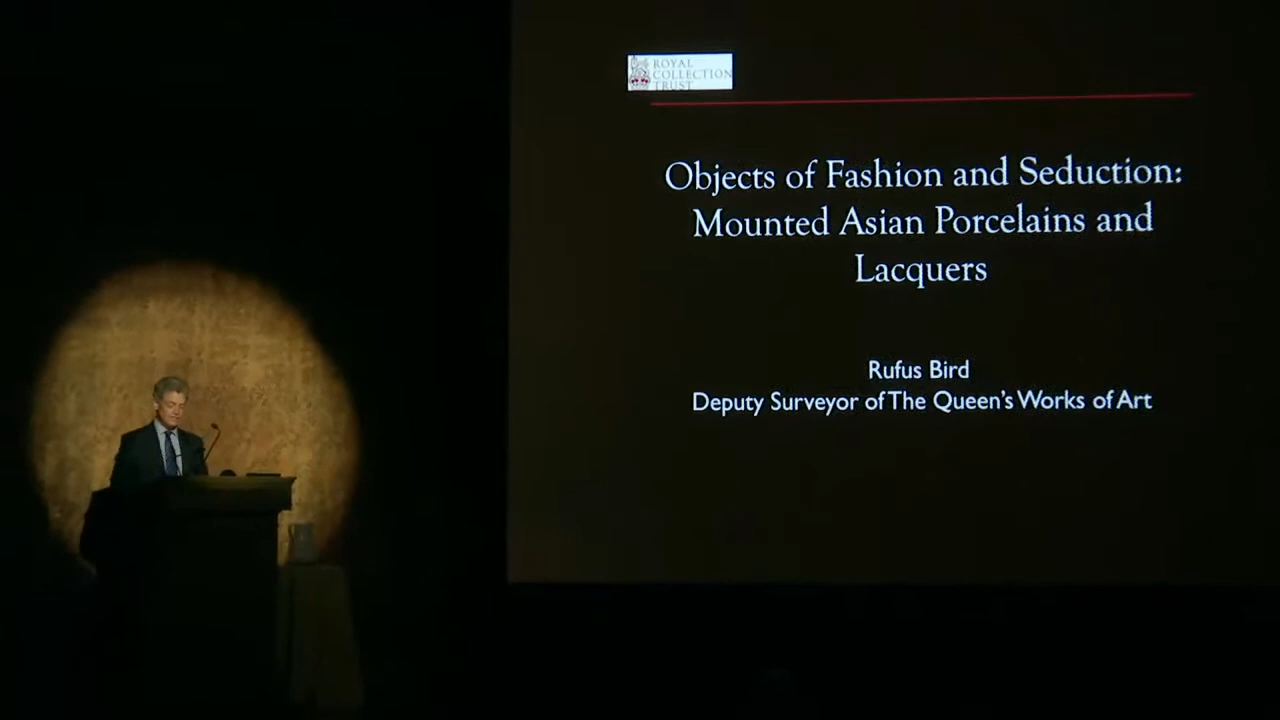 ROYAL
COLLECTION
TRUST
Objects of Fashion and Seduction:
Mounted Asian Porcelains and
Lacquers
Rufus Bird
Deputy Surveyor of The Queen's Works of Art